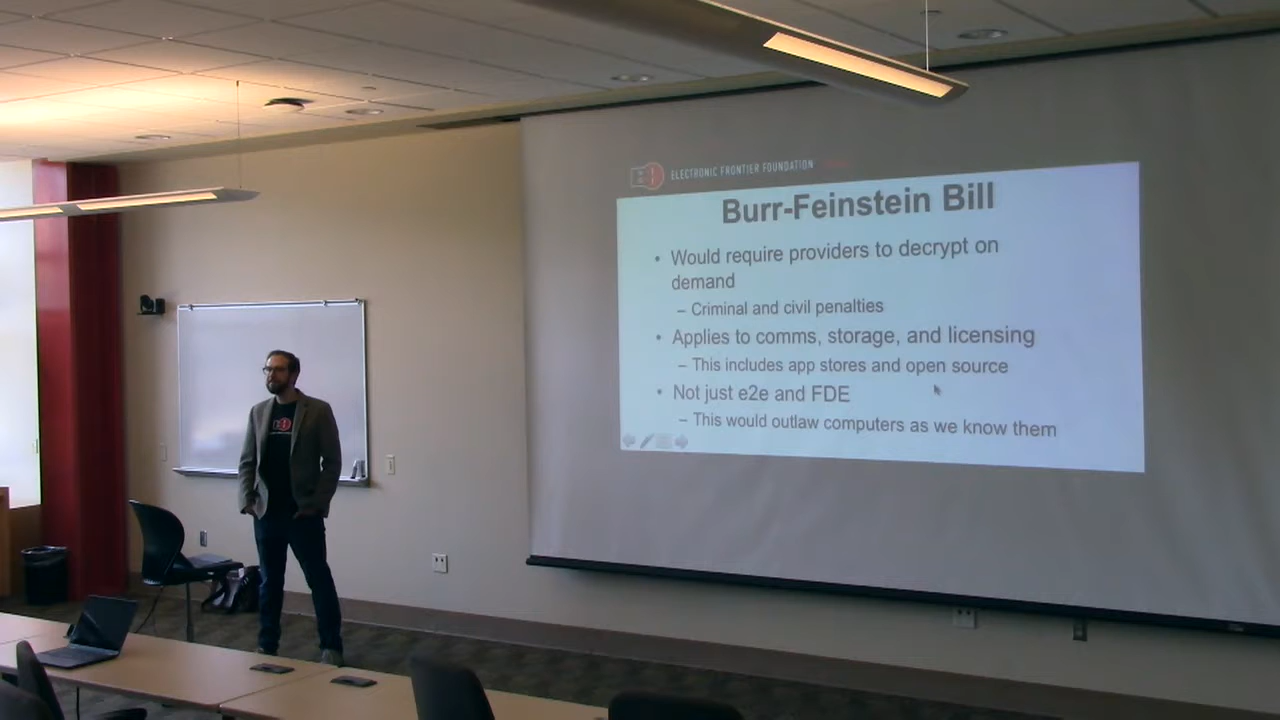 ELECTRONIC FRONTIER FOUNDATION
Burr-Feinstein Bill
• Would require providers to decrypt on
demand
– Criminal and civil penalties
• Applies to comms, storage, and licensing
– This includes app stores and open source
• Not just e2e and FDE
– This would outlaw computers as we know them